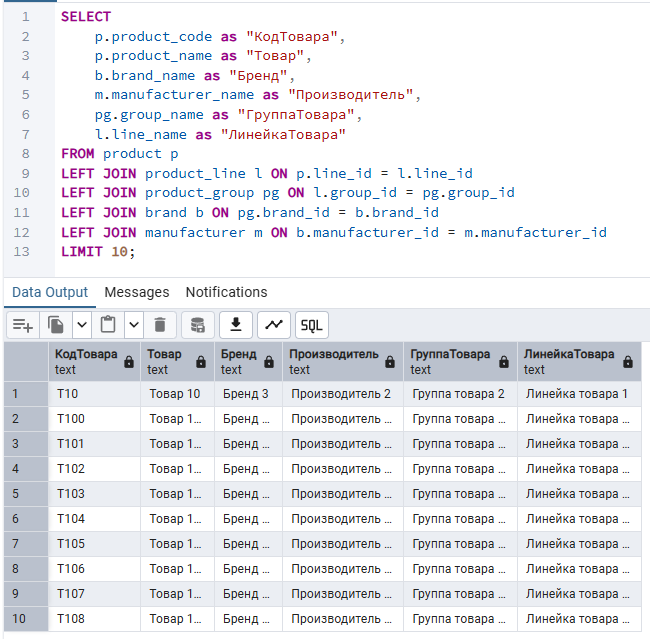 1 SELECT
2 p.product_code as "КодТовара",
3 p.product_name as "Товар",
4 b.brand_name as "Бренд",
5 m.manufacturer_name as "Производитель",
6 pg.group_name as "ГруппаТовара",
7 l.line_name as "ЛинейкаТовара"
8 FROM product p
9 LEFT JOIN product_line l ON p.line_id = l.line_id
10 LEFT JOIN product_group pg ON l.group_id = pg.group_id
11 LEFT JOIN brand b ON pg.brand_id = b.brand_id
12 LEFT JOIN manufacturer m ON b.manufacturer_id = m.manufacturer_id
13 LIMIT 10;
Data Output Messages Notifications
SQL
КодТовара Товар Бренд Производитель ГруппаТовара ЛинейкаТовара
text text text text text text
1 T10 Товар 10 Бренд 3 Производитель 2 Группа товара 2 Линейка товара 1
2 T100 Товар 1... Бренд ... Производитель ... Группа товара ... Линейка товара ...
3 T101 Товар 1... Бренд ... Производитель ... Группа товара ... Линейка товара ...
4 T102 Товар 1... Бренд ... Производитель ... Группа товара ... Линейка товара ...
5 T103 Товар 1... Бренд ... Производитель ... Группа товара ... Линейка товара ...
6 T104 Товар 1... Бренд ... Производитель ... Группа товара ... Линейка товара ...
7 T105 Товар 1... Бренд ... Производитель ... Группа товара ... Линейка товара ...
8 T106 Товар 1... Бренд ... Производитель ... Группа товара ... Линейка товара ...
9 T107 Товар 1... Бренд ... Производитель ... Группа товара ... Линейка товара ...
10 T108 Товар 1... Бренд ... Производитель ... Группа товара ... Линейка товара ...